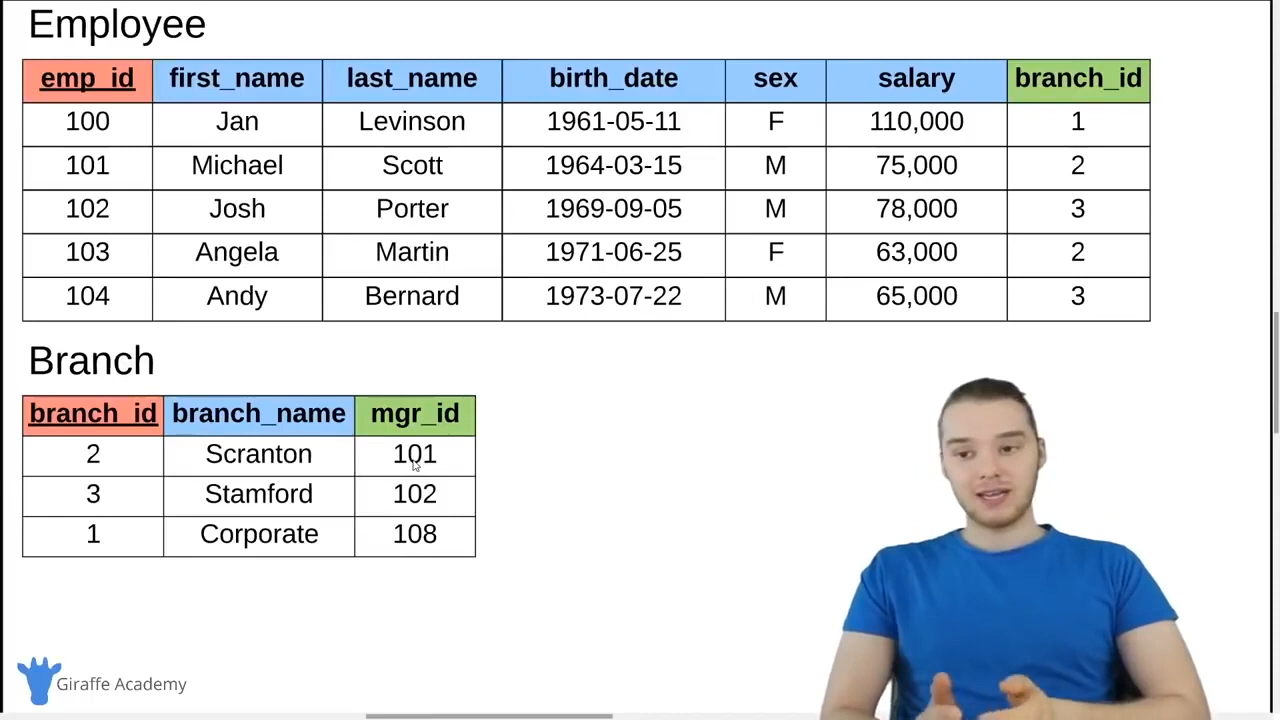 Employee
emp_id first_name last_name birth_date sex salary branch_id
100 Jan Levinson 1961-05-11 F 110,000 1
101 Michael Scott 1964-03-15 M 75,000 2
102 Josh Porter 1969-09-05 M 78,000 3
103 Angela Martin 1971-06-25 F 63,000 2
104 Andy Bernard 1973-07-22 M 65,000 3
Branch
branch_id branch_name mgr_id
2 Scranton 101
3 Stamford 102
1 Corporate 108
Giraffe Academy